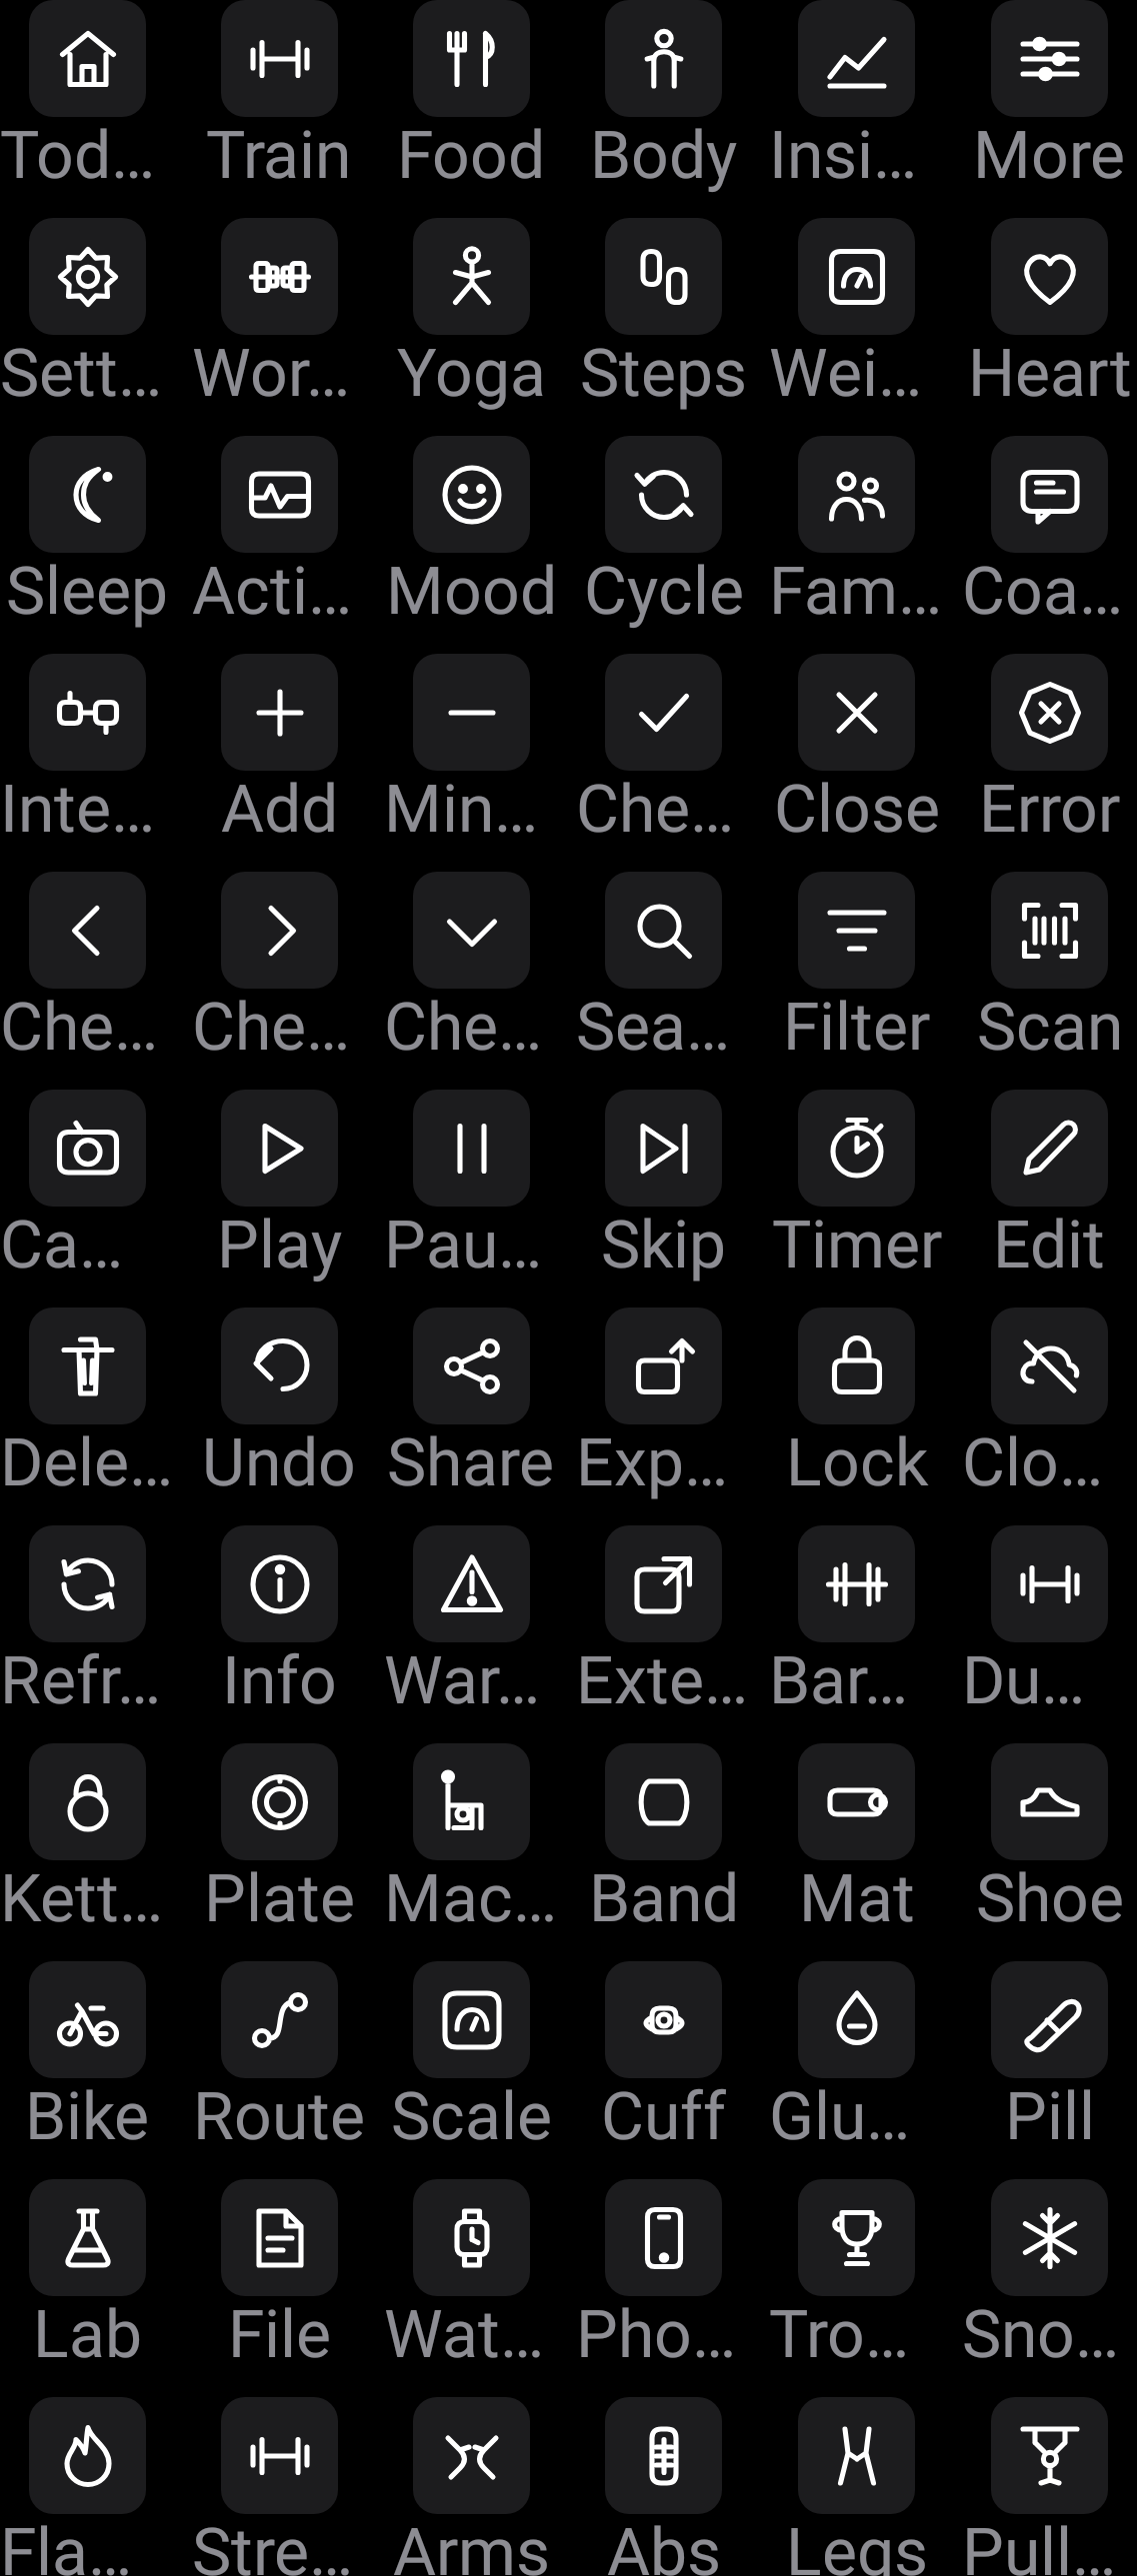 Tod... Train Food Body Insi... More
Sett... Wor... Yoga Steps Wei... Heart
Sleep Acti... Mood Cycle Fam... Coa...
Inte... Add Min... Che... Close Error
Che... Che... Che... Sea... Filter Scan
Ca... Play Pau... Skip Timer Edit
Dele... Undo Share Exp... Lock Clo...
Refr... Info War... Exte... Bar... Du...
Kett... Plate Mac... Band Mat Shoe
Bike Route Scale Cuff Glu... Pill
Lab File Wat... Pho... Tro... Sno...
Fla... Stre... Arms Abs Legs Pull...